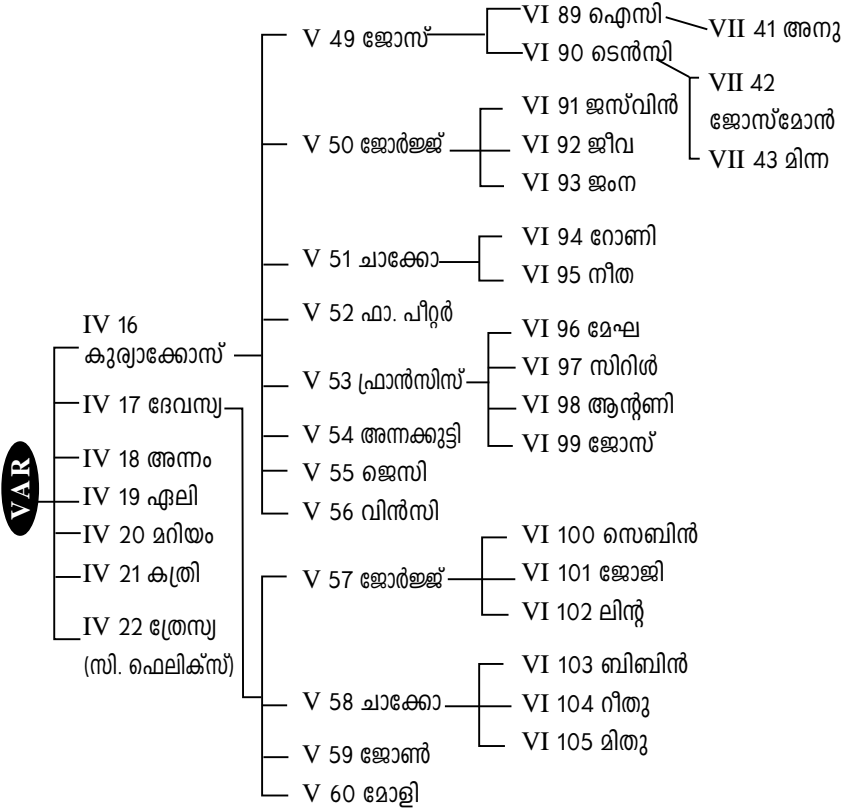 VAR
IV 16
കുര്യാക്കോസ്
IV 17 ദേവസ്യ
IV 18 അന്നം
IV 19 ഏലി
IV 20 മറിയം
IV 21 കത്രി
IV 22 ത്രേസ്യ
(സി. ഫെലിക്സ്)
V 49 ജോസ്
V 50 ജോർജ്ജ്
V 51 ചാക്കോ
V 52 ഫാ. പീറ്റർ
V 53 ഫ്രാൻസിസ്
V 54 അന്നക്കുട്ടി
V 55 ജെസി
V 56 വിൻസി
V 57 ജോർജ്ജ്
V 58 ചാക്കോ
V 59 ജോൺ
V 60 മോളി
VI 89 ഐസി
VI 90 ടെൻസി
VI 91 ജസ്‌വിൻ
VI 92 ജീവ
VI 93 ജംന
VI 94 റോണി
VI 95 നീത
VI 96 മേഘ
VI 97 സിറിൾ
VI 98 ആന്റണി
VI 99 ജോസ്
VI 100 സെബിൻ
VI 101 ജോജി
VI 102 ലിന്റ
VI 103 ബിബിൻ
VI 104 റീതു
VI 105 മിതു
VII 41 അനു
VII 42
ജോസ്മോൻ
VII 43 മിന്ന